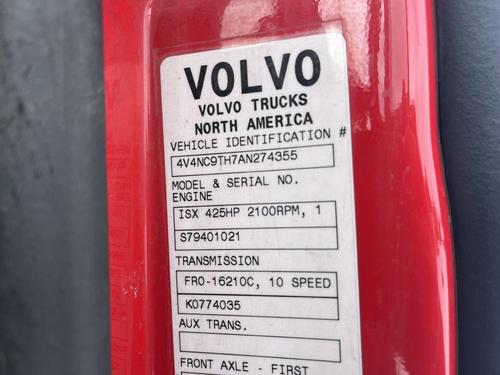 VOLVO
VOLVO TRUCKS
NORTH AMERICA
VEHICLE IDENTIFICATION #
4V4NC9TH7AN274355
MODEL & SERIAL NO.
ENGINE
ISX 425HP 2100RPM, 1
S79401021
TRANSMISSION
FRO-16210C, 10 SPEED
K0774035
AUX TRANS.
FRONT AXLE - FIRST